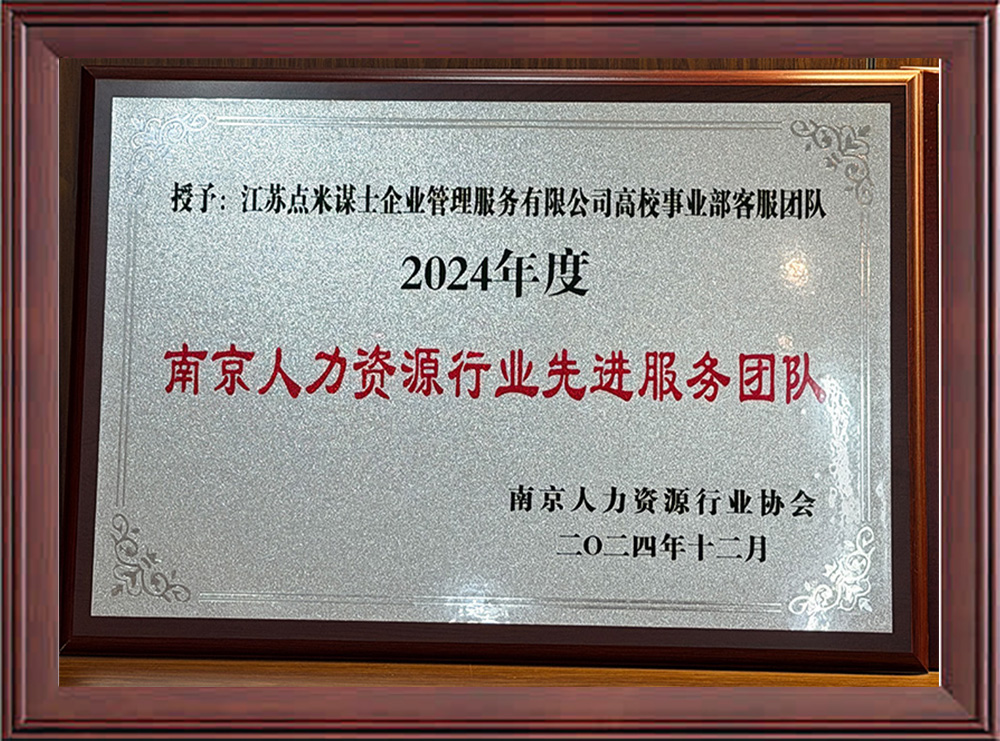 授予：江苏点米谋士企业管理服务有限公司高校事业部客服团队
2024年度
南京人力资源行业先进服务团队
南京人力资源行业协会
二O二四年十二月